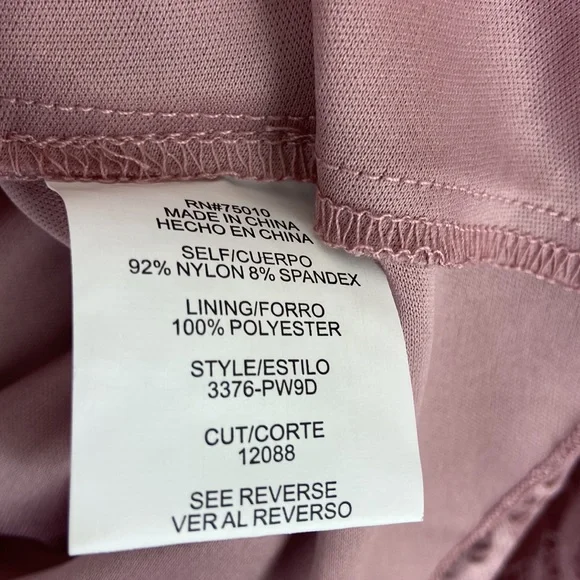 RN#75010
MADE IN CHINA
HECHO EN CHINA
SELF/CUERPO
92% NYLON 8% SPANDEX
LINING/FORRO
100% POLYESTER
STYLE/ESTILO
3376-PW9D
CUT/CORTE
12088
SEE REVERSE
VER AL REVERSO